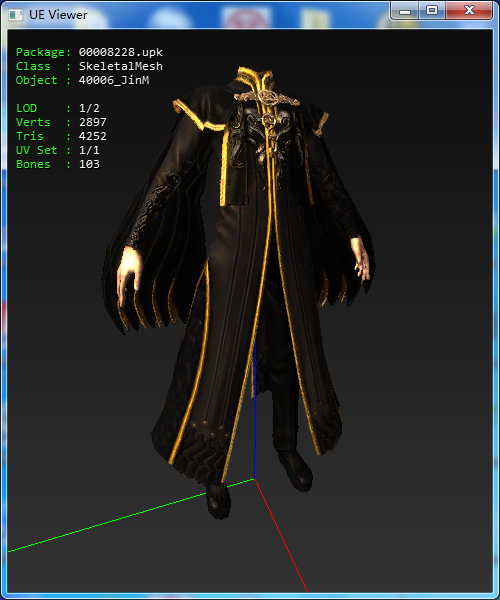 UE Viewer
Package: 00008228.upk
Class : SkeletalMesh
Object : 40006_JinM
LOD : 1/2
Verts : 2897
Tris : 4252
UV Set : 1/1
Bones : 103